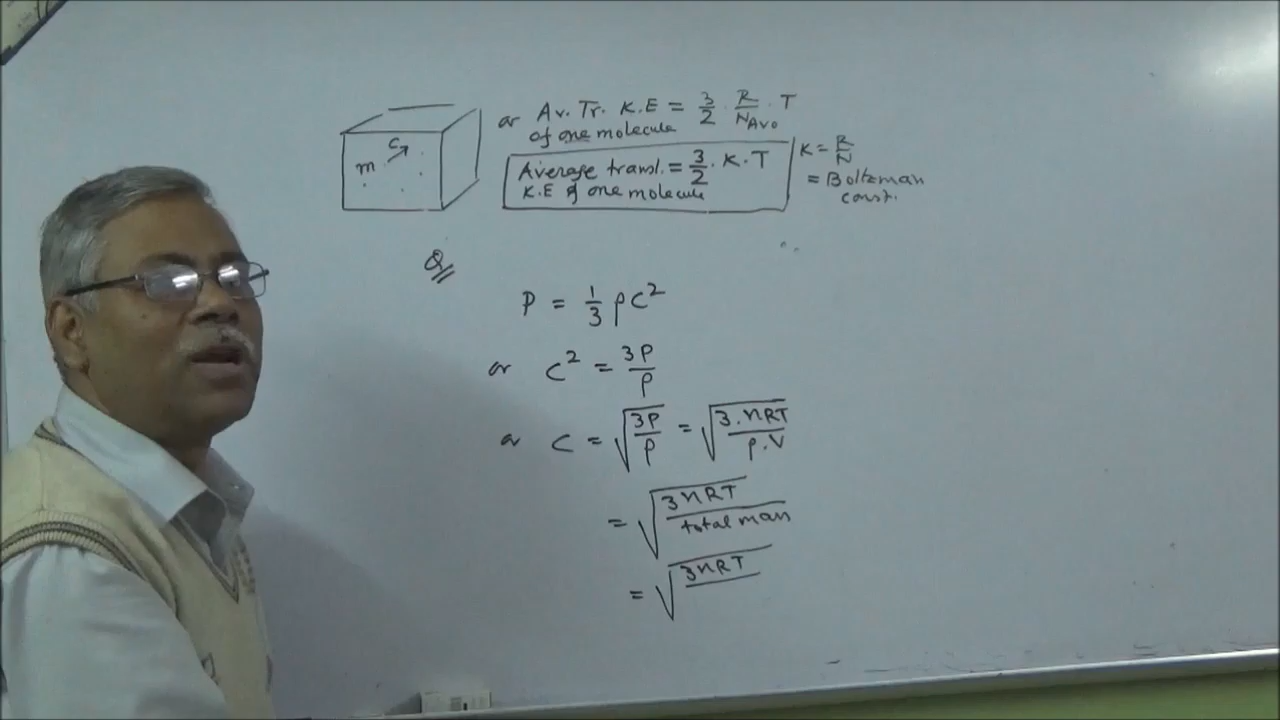 or Av. Tr. K.E = 3/2 · R/N_Avo · T
of one molecule
Average transl. = 3/2 · K · T
K.E of one molecule
K = R/N
= Boltzman
const.
m c
Q
P = 1/3 ρc²
or c² = 3P/ρ
or c = √(3P/ρ) = √(3.nRT/ρ.V)
= √(3nRT/total mass)
= √(3nRT/